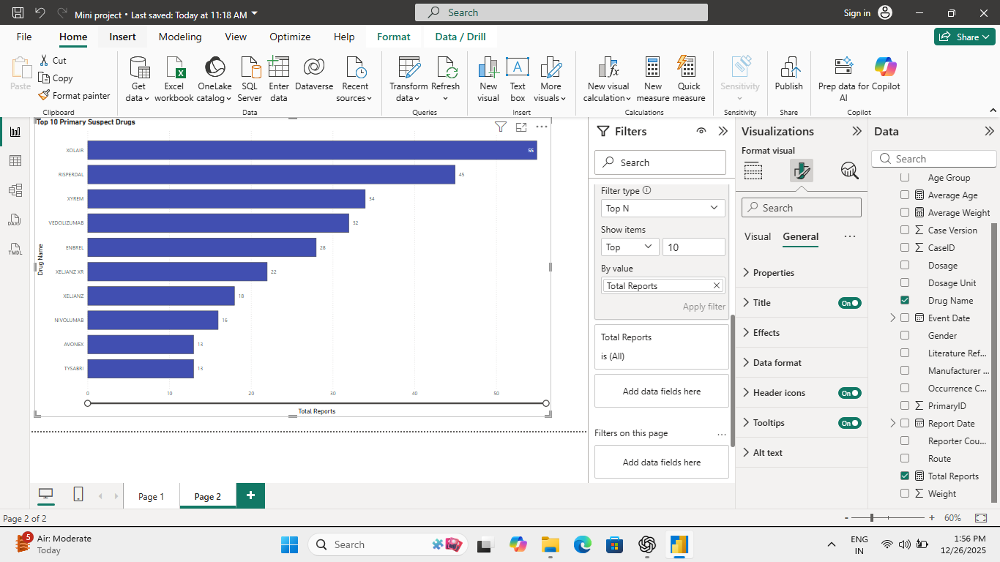 Mini project • Last saved: Today at 11:18 AM
Search
Sign in
File Home Insert Modeling View Optimize Help Format Data / Drill
Share
Paste
Cut
Copy
Format painter
Get data
Excel workbook
OneLake catalog
SQL Server
Enter data
Dataverse
Recent sources
Transform data
Refresh
New visual
Text box
A
More visuals
New visual calculation
New measure
Quick measure
Sensitivity
Publish
Prep data for AI
Copilot
Clipboard
Data
Queries
Insert
Calculations
Sensitivity
Share
Copilot
Top 10 Primary Suspect Drugs
Drug Name
XOLAIR 55
RISPERDAL 45
XYREM 34
VEDOLIZUMAB 32
ENBREL 28
XELJANZ XR 22
XELJANZ 18
NIVOLUMAB 16
AVONEX 13
TYSABRI 13
0 10 20 30 40 50
Total Reports
Filters
Search
Filter type
Top N
Show items
Top 10
By value
Total Reports
Apply filter
Total Reports
is (All)
Add data fields here
Filters on this page
Add data fields here
Visualizations
Format visual
Search
Visual General
Properties
Title On
Effects
Data format
Header icons On
Tooltips On
Alt text
Data
Search
Age Group
Average Age
Average Weight
Case Version
CaseID
Dosage
Dosage Unit
Drug Name
Event Date
Gender
Literature Ref...
Manufacturer ...
Occurrence C...
PrimaryID
Report Date
Reporter Cou...
Route
Total Reports
Weight
DAX
TMDL
Page 1
Page 2
+
Page 2 of 2
- + 60%
5
Air: Moderate
Today
Search
ENG
IN
1:56 PM
12/26/2025